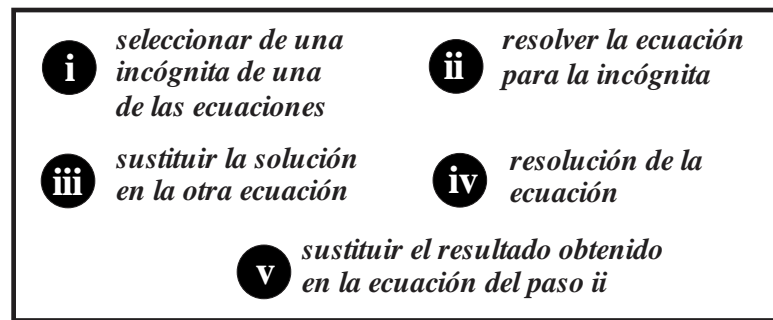 i seleccionar de una
incógnita de una
de las ecuaciones
ii resolver la ecuación
para la incógnita
iii sustituir la solución
en la otra ecuación
iv resolución de la
ecuación
v sustituir el resultado obtenido
en la ecuación del paso ii